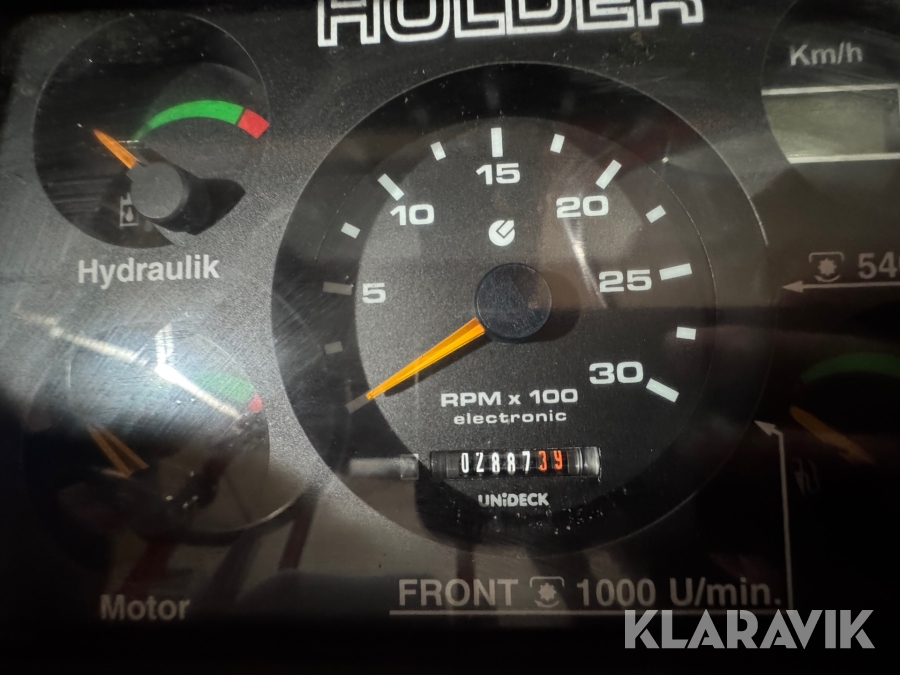 HOLDER
Km/h
15
10
20
Hydraulik
5
25
540
30
RPM x 100
electronic
0288739
UNiDECK
FRONT 1000 U/min.
Motor
KLARAVIK